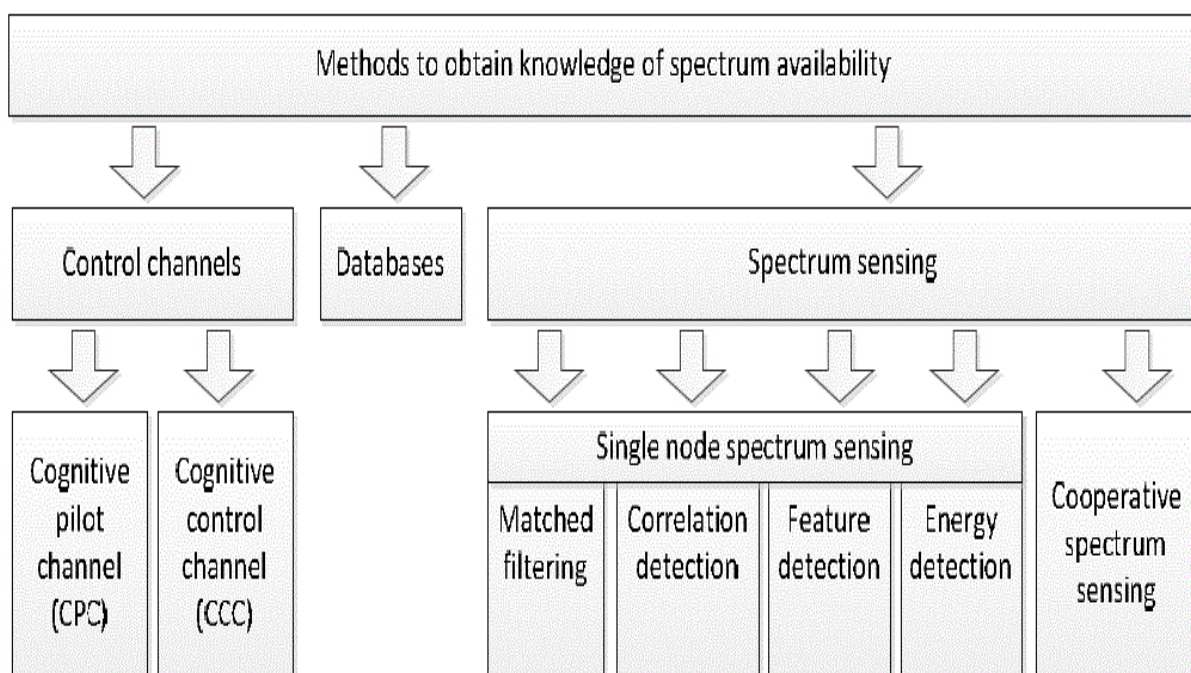 Methods to obtain knowledge of spectrum availability
Control channels
Databases
Spectrum sensing
Cognitive
pilot
channel
(CPC)
Cognitive
control
channel
(CCC)
Single node spectrum sensing
Matched
filtering
Correlation
detection
Feature
detection
Energy
detection
Cooperative
spectrum
sensing